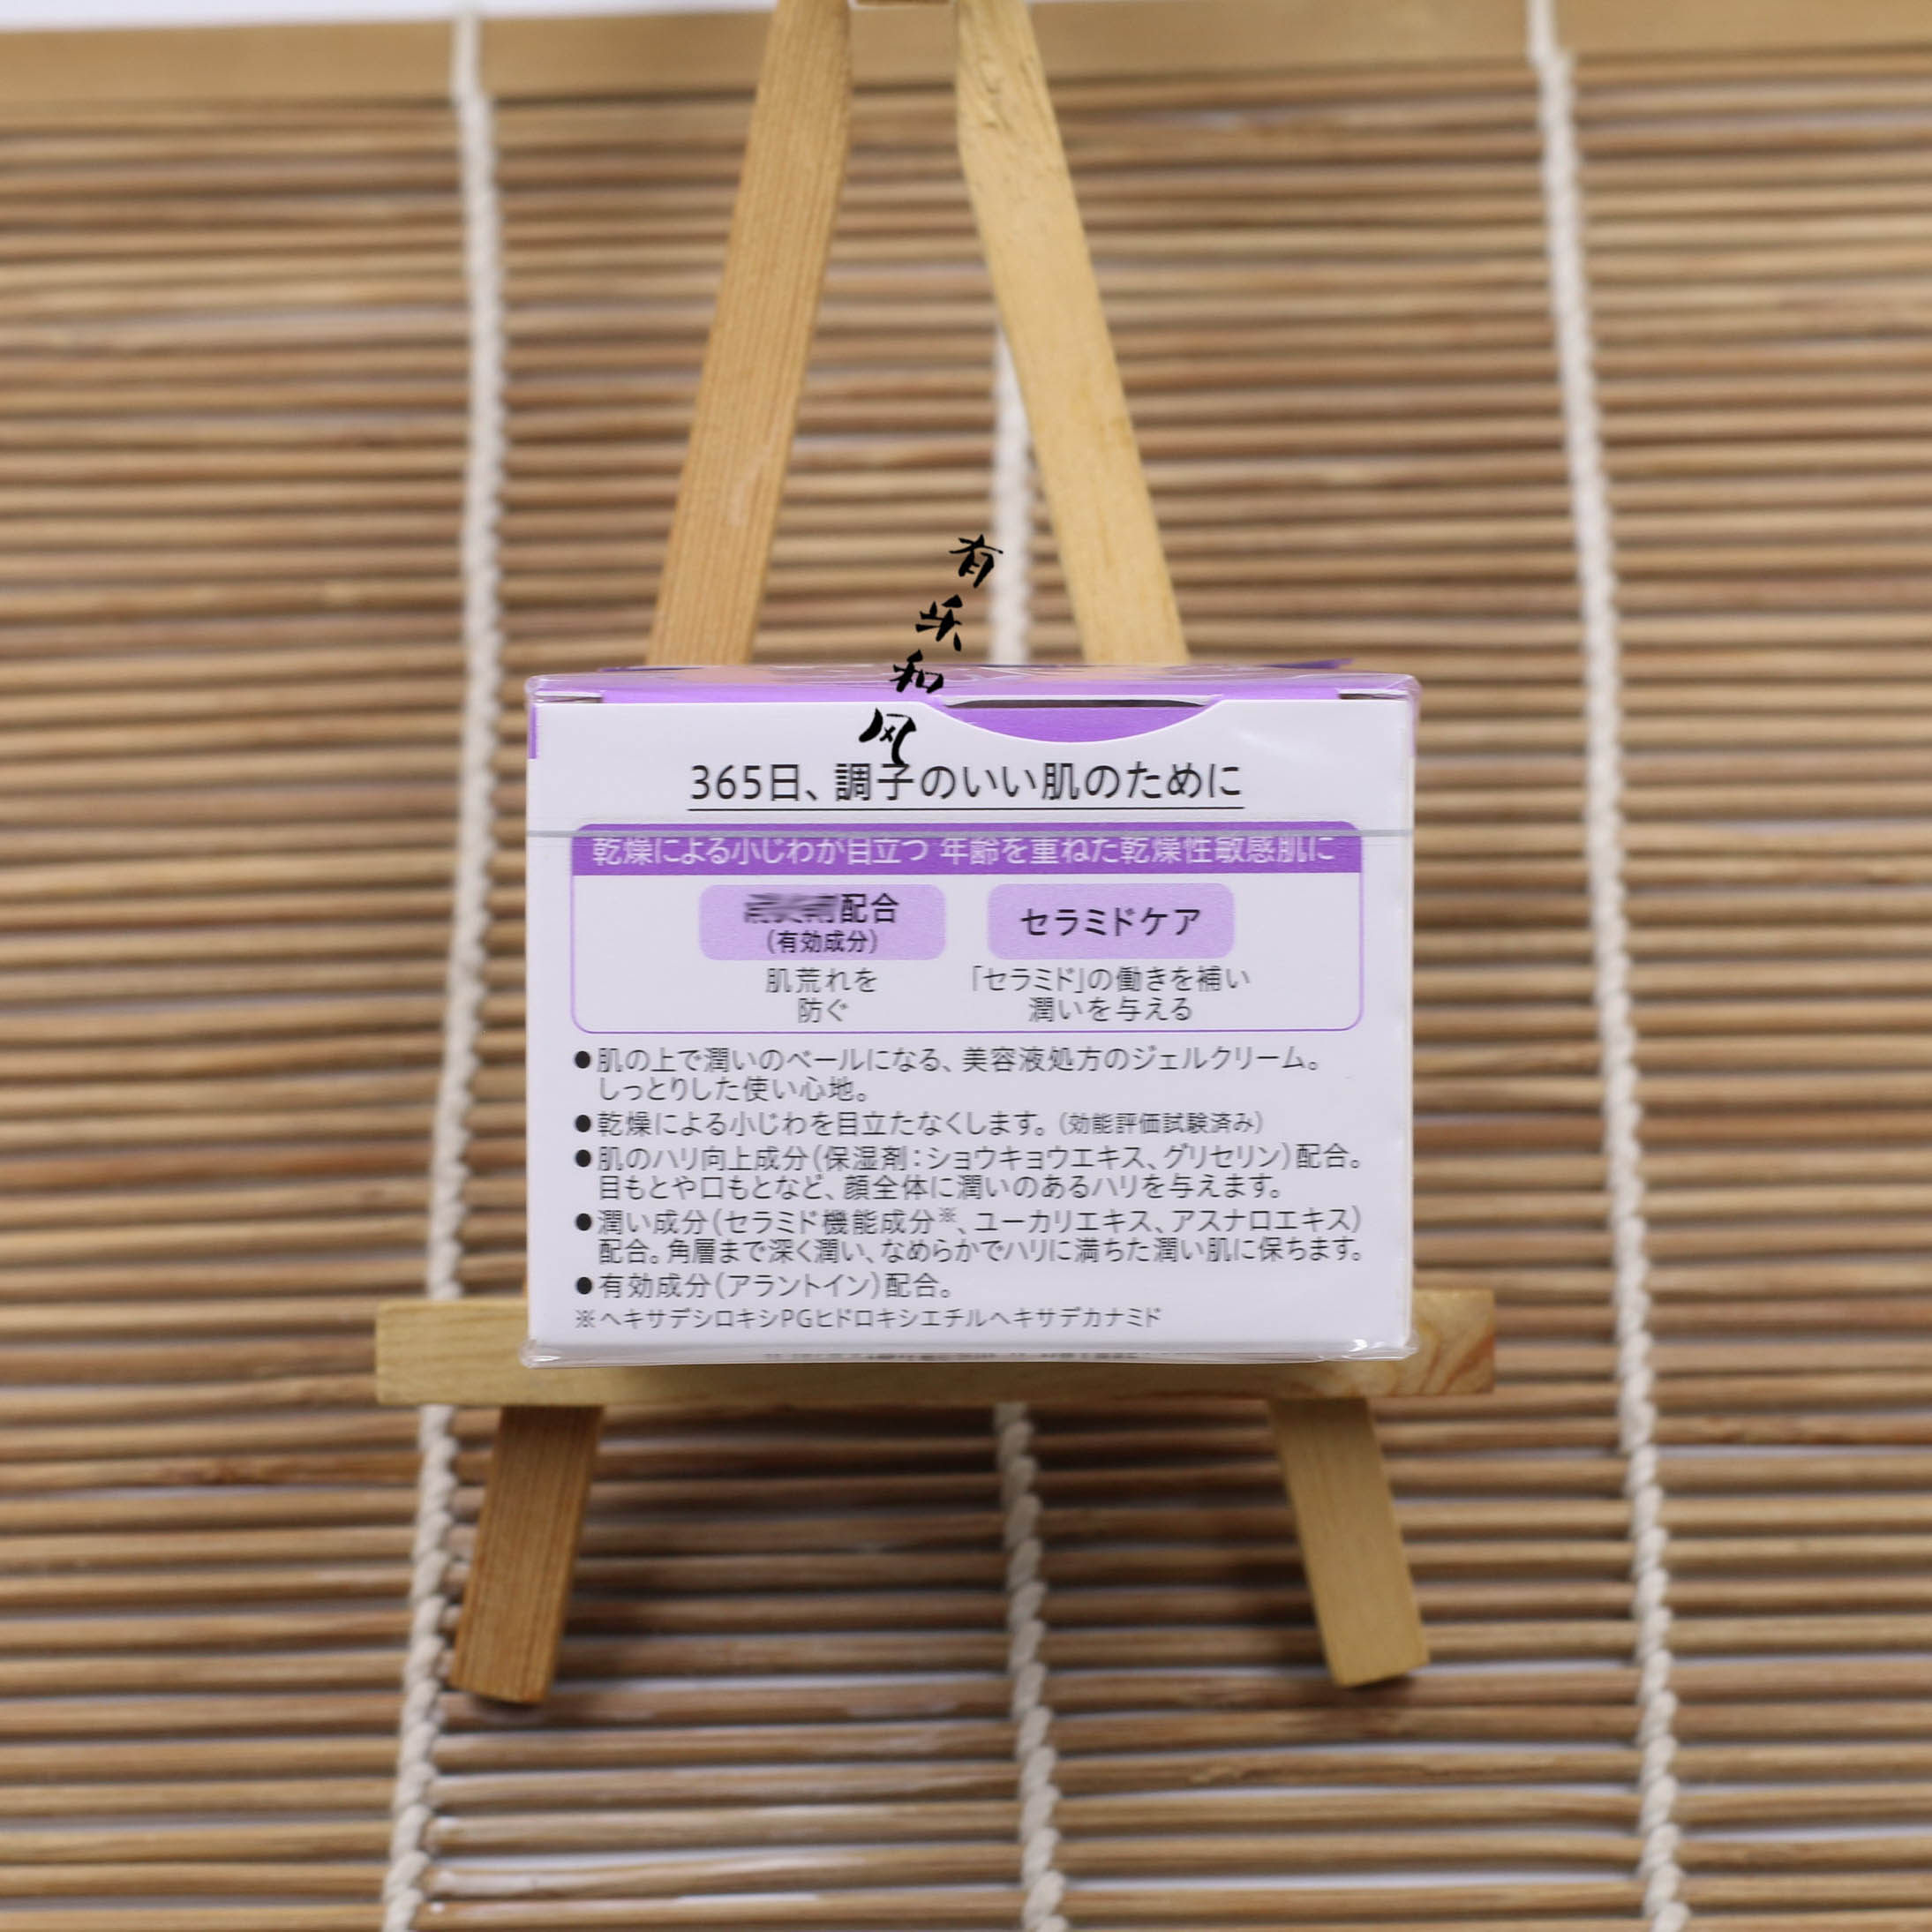 有乐和风
365日、調子のいい肌のために
乾燥による小じわが目立つ 年齢を重ねた乾燥性敏感肌に
配合
(有効成分)
肌荒れを
防ぐ
セラミドケア
「セラミド」の働きを補い
潤いを与える
●肌の上で潤いのベールになる、美容液処方のジェルクリーム。
しっとりした使い心地。
●乾燥による小じわを目立たなくします。(効能評価試験済み)
●肌のハリ向上成分(保湿剤:ショウキョウエキス、グリセリン)配合。
目もとや口もとなど、顔全体に潤いのあるハリを与えます。
●潤い成分(セラミド機能成分※、ユーカリエキス、アスナロエキス)
配合。角層まで深く潤い、なめらかでハリに満ちた潤い肌に保ちます。
●有効成分(アラントイン)配合。
※ヘキサデシロキシPGヒドロキシエチルヘキサデカナミド